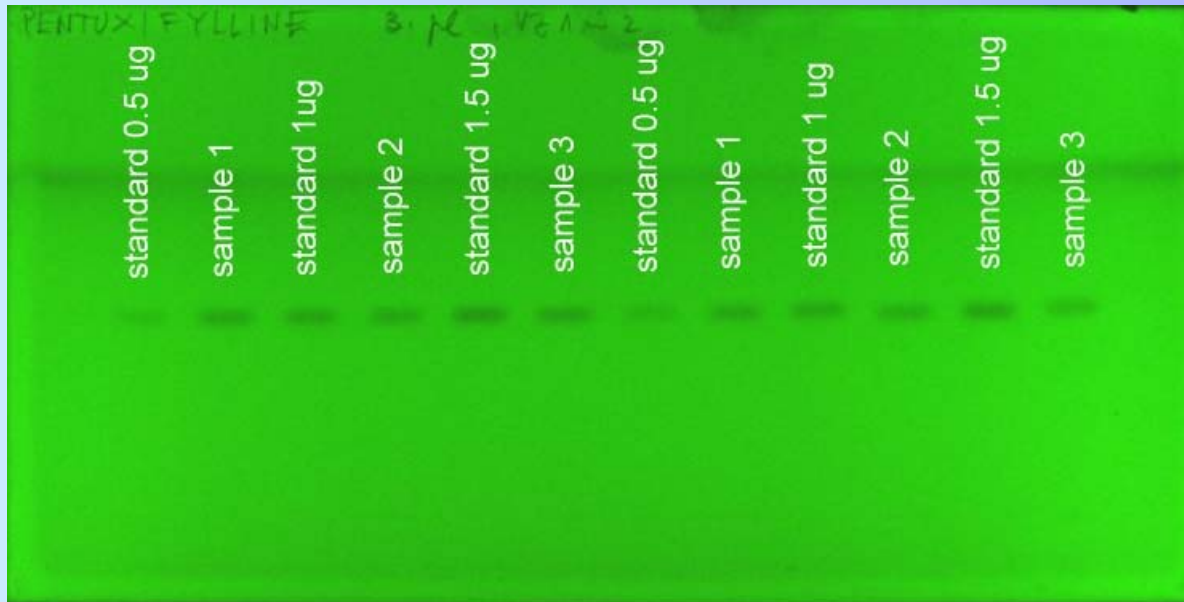 PENTOXIFYLLINE 3.
standard 0.5 ug
sample 1
standard 1ug
sample 2
standard 1.5 ug
sample 3
standard 0.5 ug
sample 1
standard 1 ug
sample 2
standard 1.5 ug
sample 3